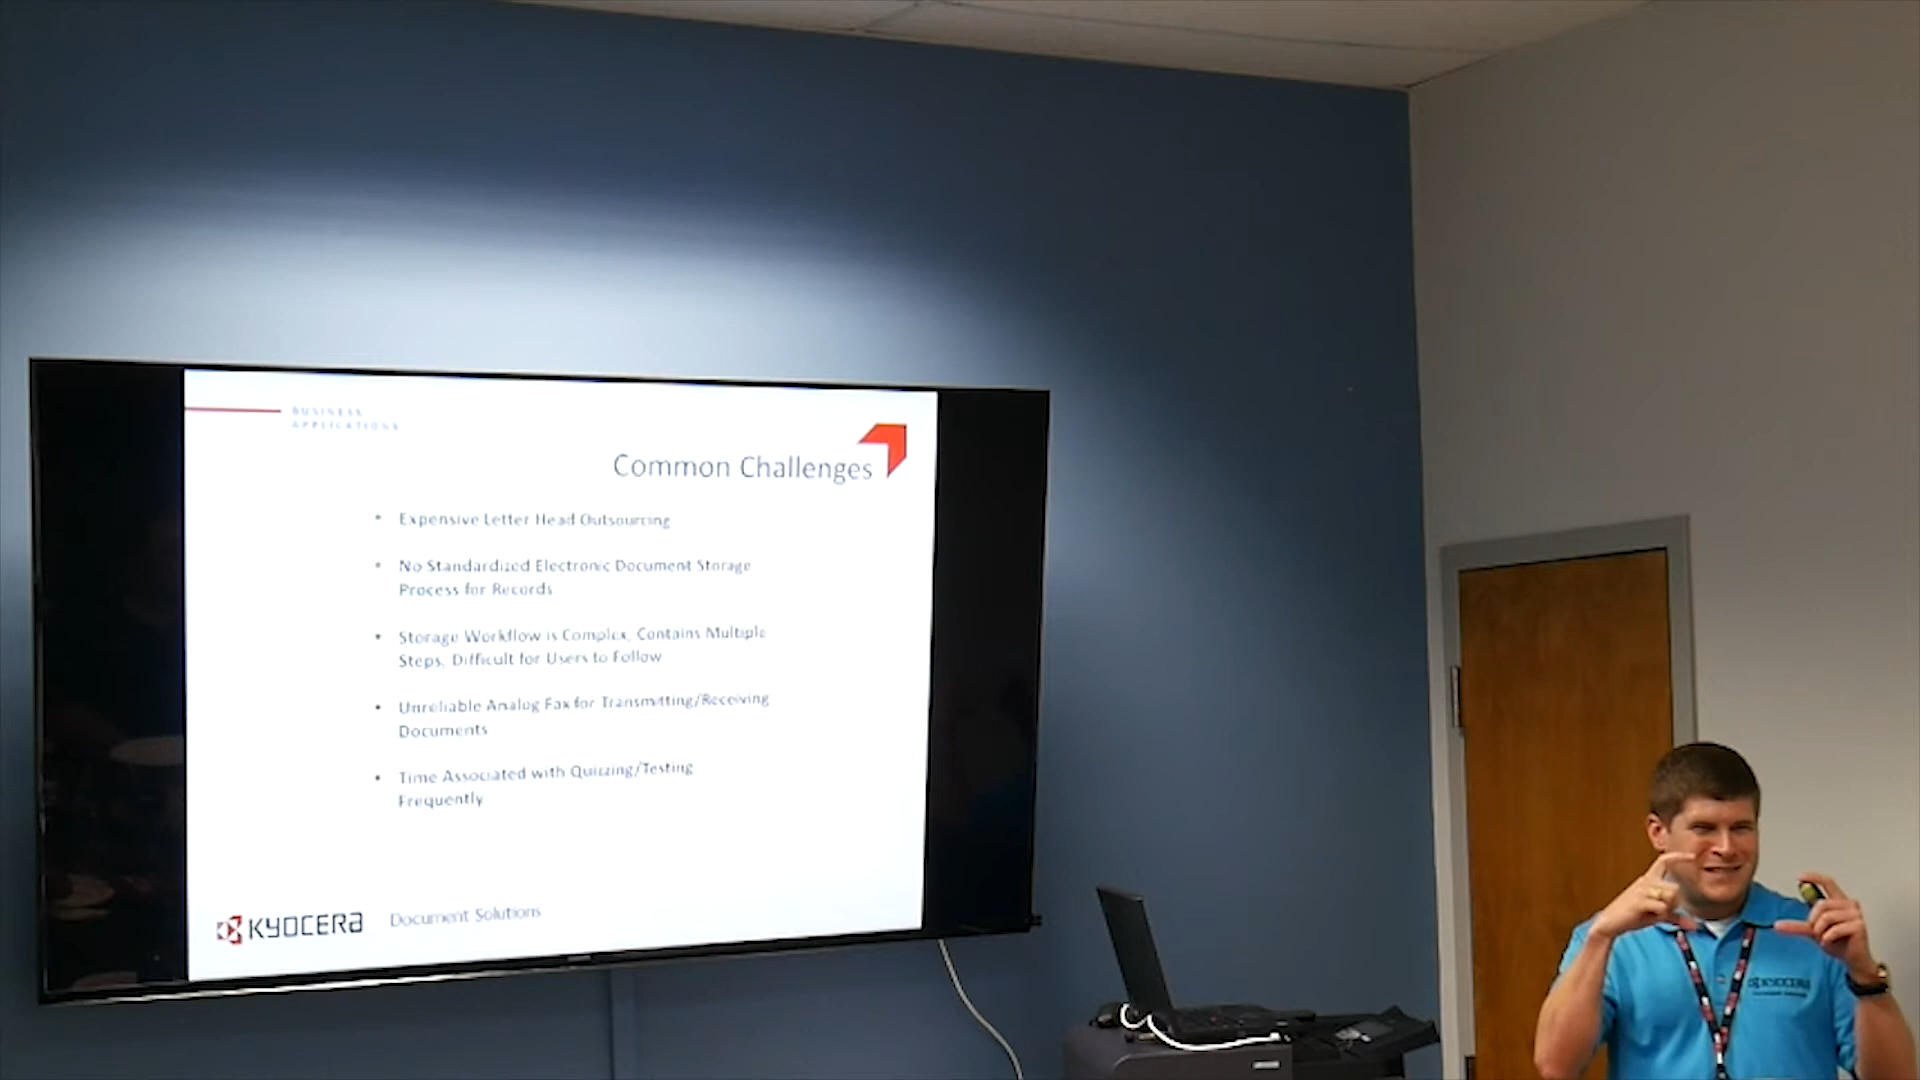 BUSINESS
APPLICATIONS
Common Challenges
• Expensive Letter Head Outsourcing
• No Standardized Electronic Document Storage
Process for Records
• Storage Workflow is Complex, Contains Multiple
Steps, Difficult for Users to Follow
• Unreliable Analog Fax for Transmitting/Receiving
Documents
• Time Associated with Quizzing/Testing
Frequently
KYOCERA Document Solutions
KYOCERA